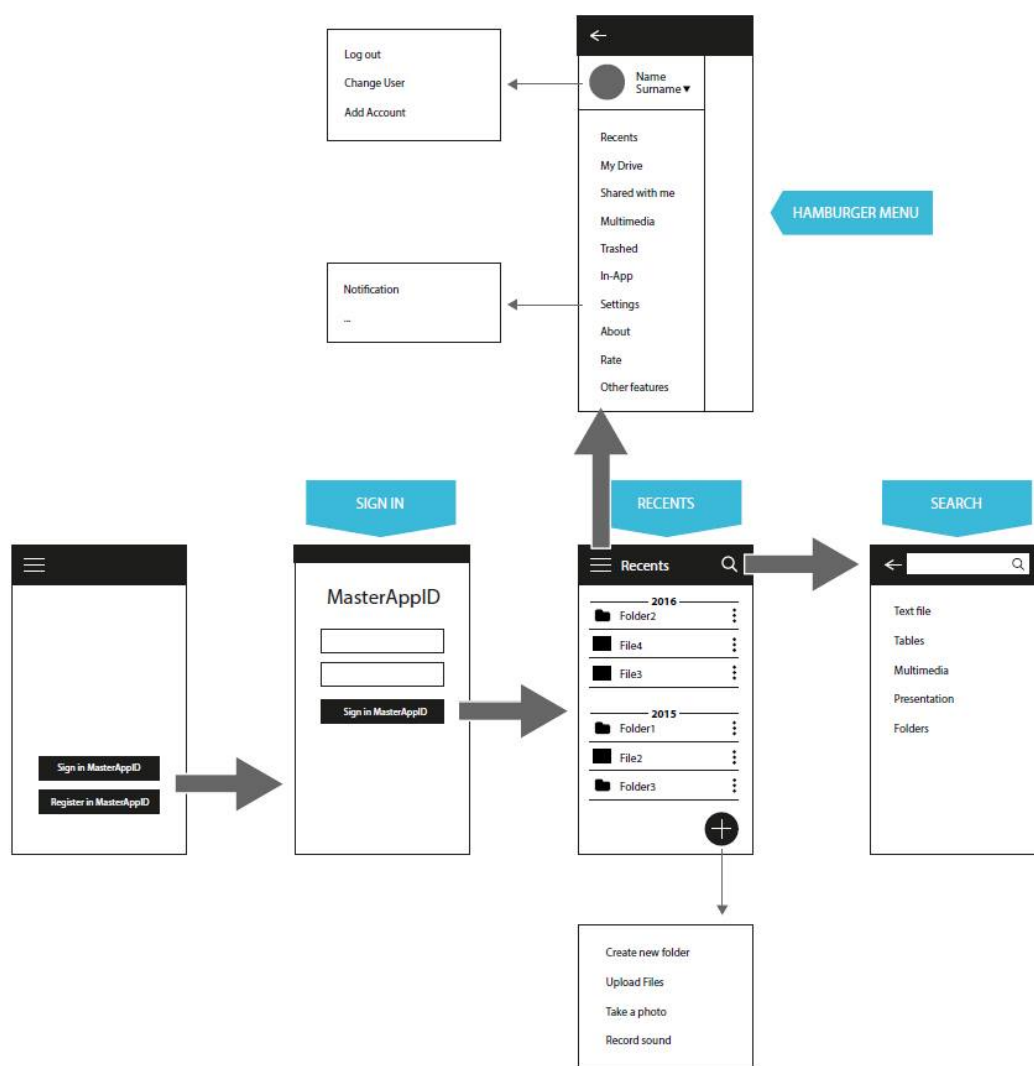 Log out
Change User
Add Account
Name
Surname▼
Recents
My Drive
Shared with me
Multimedia
Trashed
In-App
Settings
About
Rate
Other features
HAMBURGER MENU
Notification
...
SIGN IN
RECENTS
SEARCH
Sign in MasterAppID
Register in MasterAppID
MasterAppID
Sign in MasterAppID
Recents
2016
Folder2
File4
File3
2015
Folder1
File2
Folder3
Text file
Tables
Multimedia
Presentation
Folders
Create new folder
Upload Files
Take a photo
Record sound